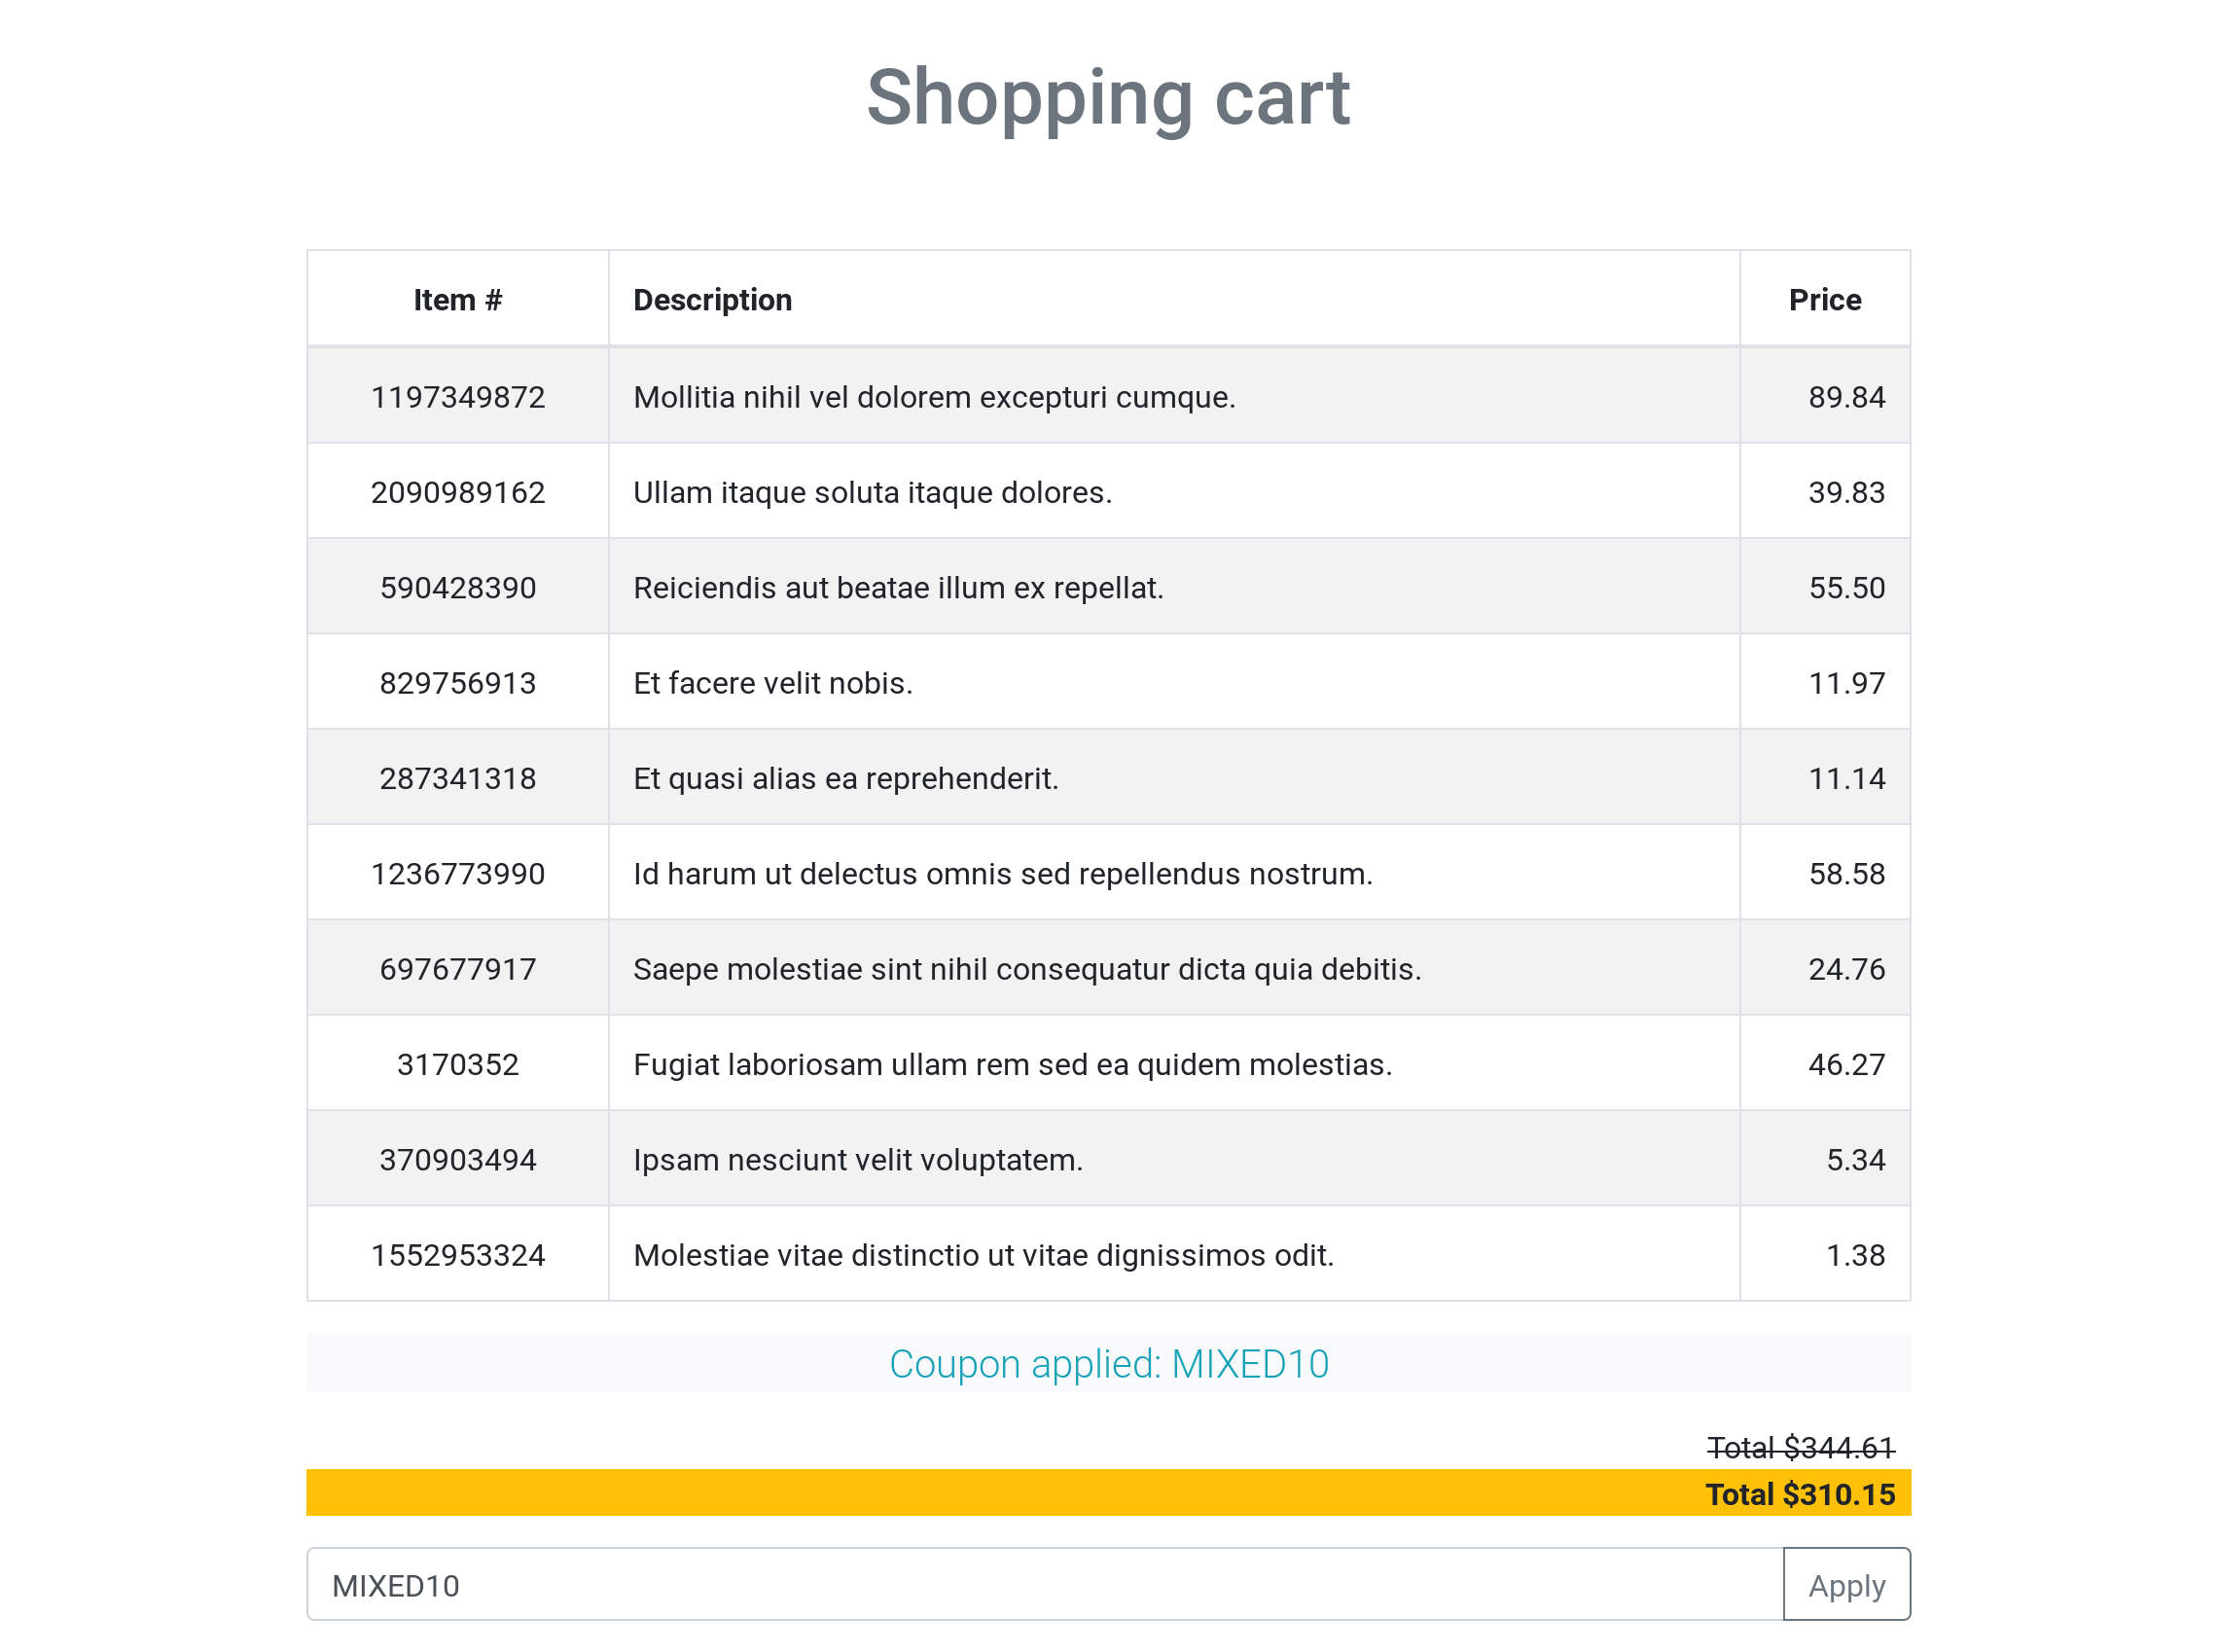 Shopping cart
Item # Description Price
1197349872 Mollitia nihil vel dolorem excepturi cumque. 89.84
2090989162 Ullam itaque soluta itaque dolores. 39.83
590428390 Reiciendis aut beatae illum ex repellat. 55.50
829756913 Et facere velit nobis. 11.97
287341318 Et quasi alias ea reprehenderit. 11.14
1236773990 Id harum ut delectus omnis sed repellendus nostrum. 58.58
697677917 Saepe molestiae sint nihil consequatur dicta quia debitis. 24.76
3170352 Fugiat laboriosam ullam rem sed ea quidem molestias. 46.27
370903494 Ipsam nesciunt velit voluptatem. 5.34
1552953324 Molestiae vitae distinctio ut vitae dignissimos odit. 1.38
Coupon applied: MIXED10
Total $344.61
Total $310.15
MIXED10 Apply